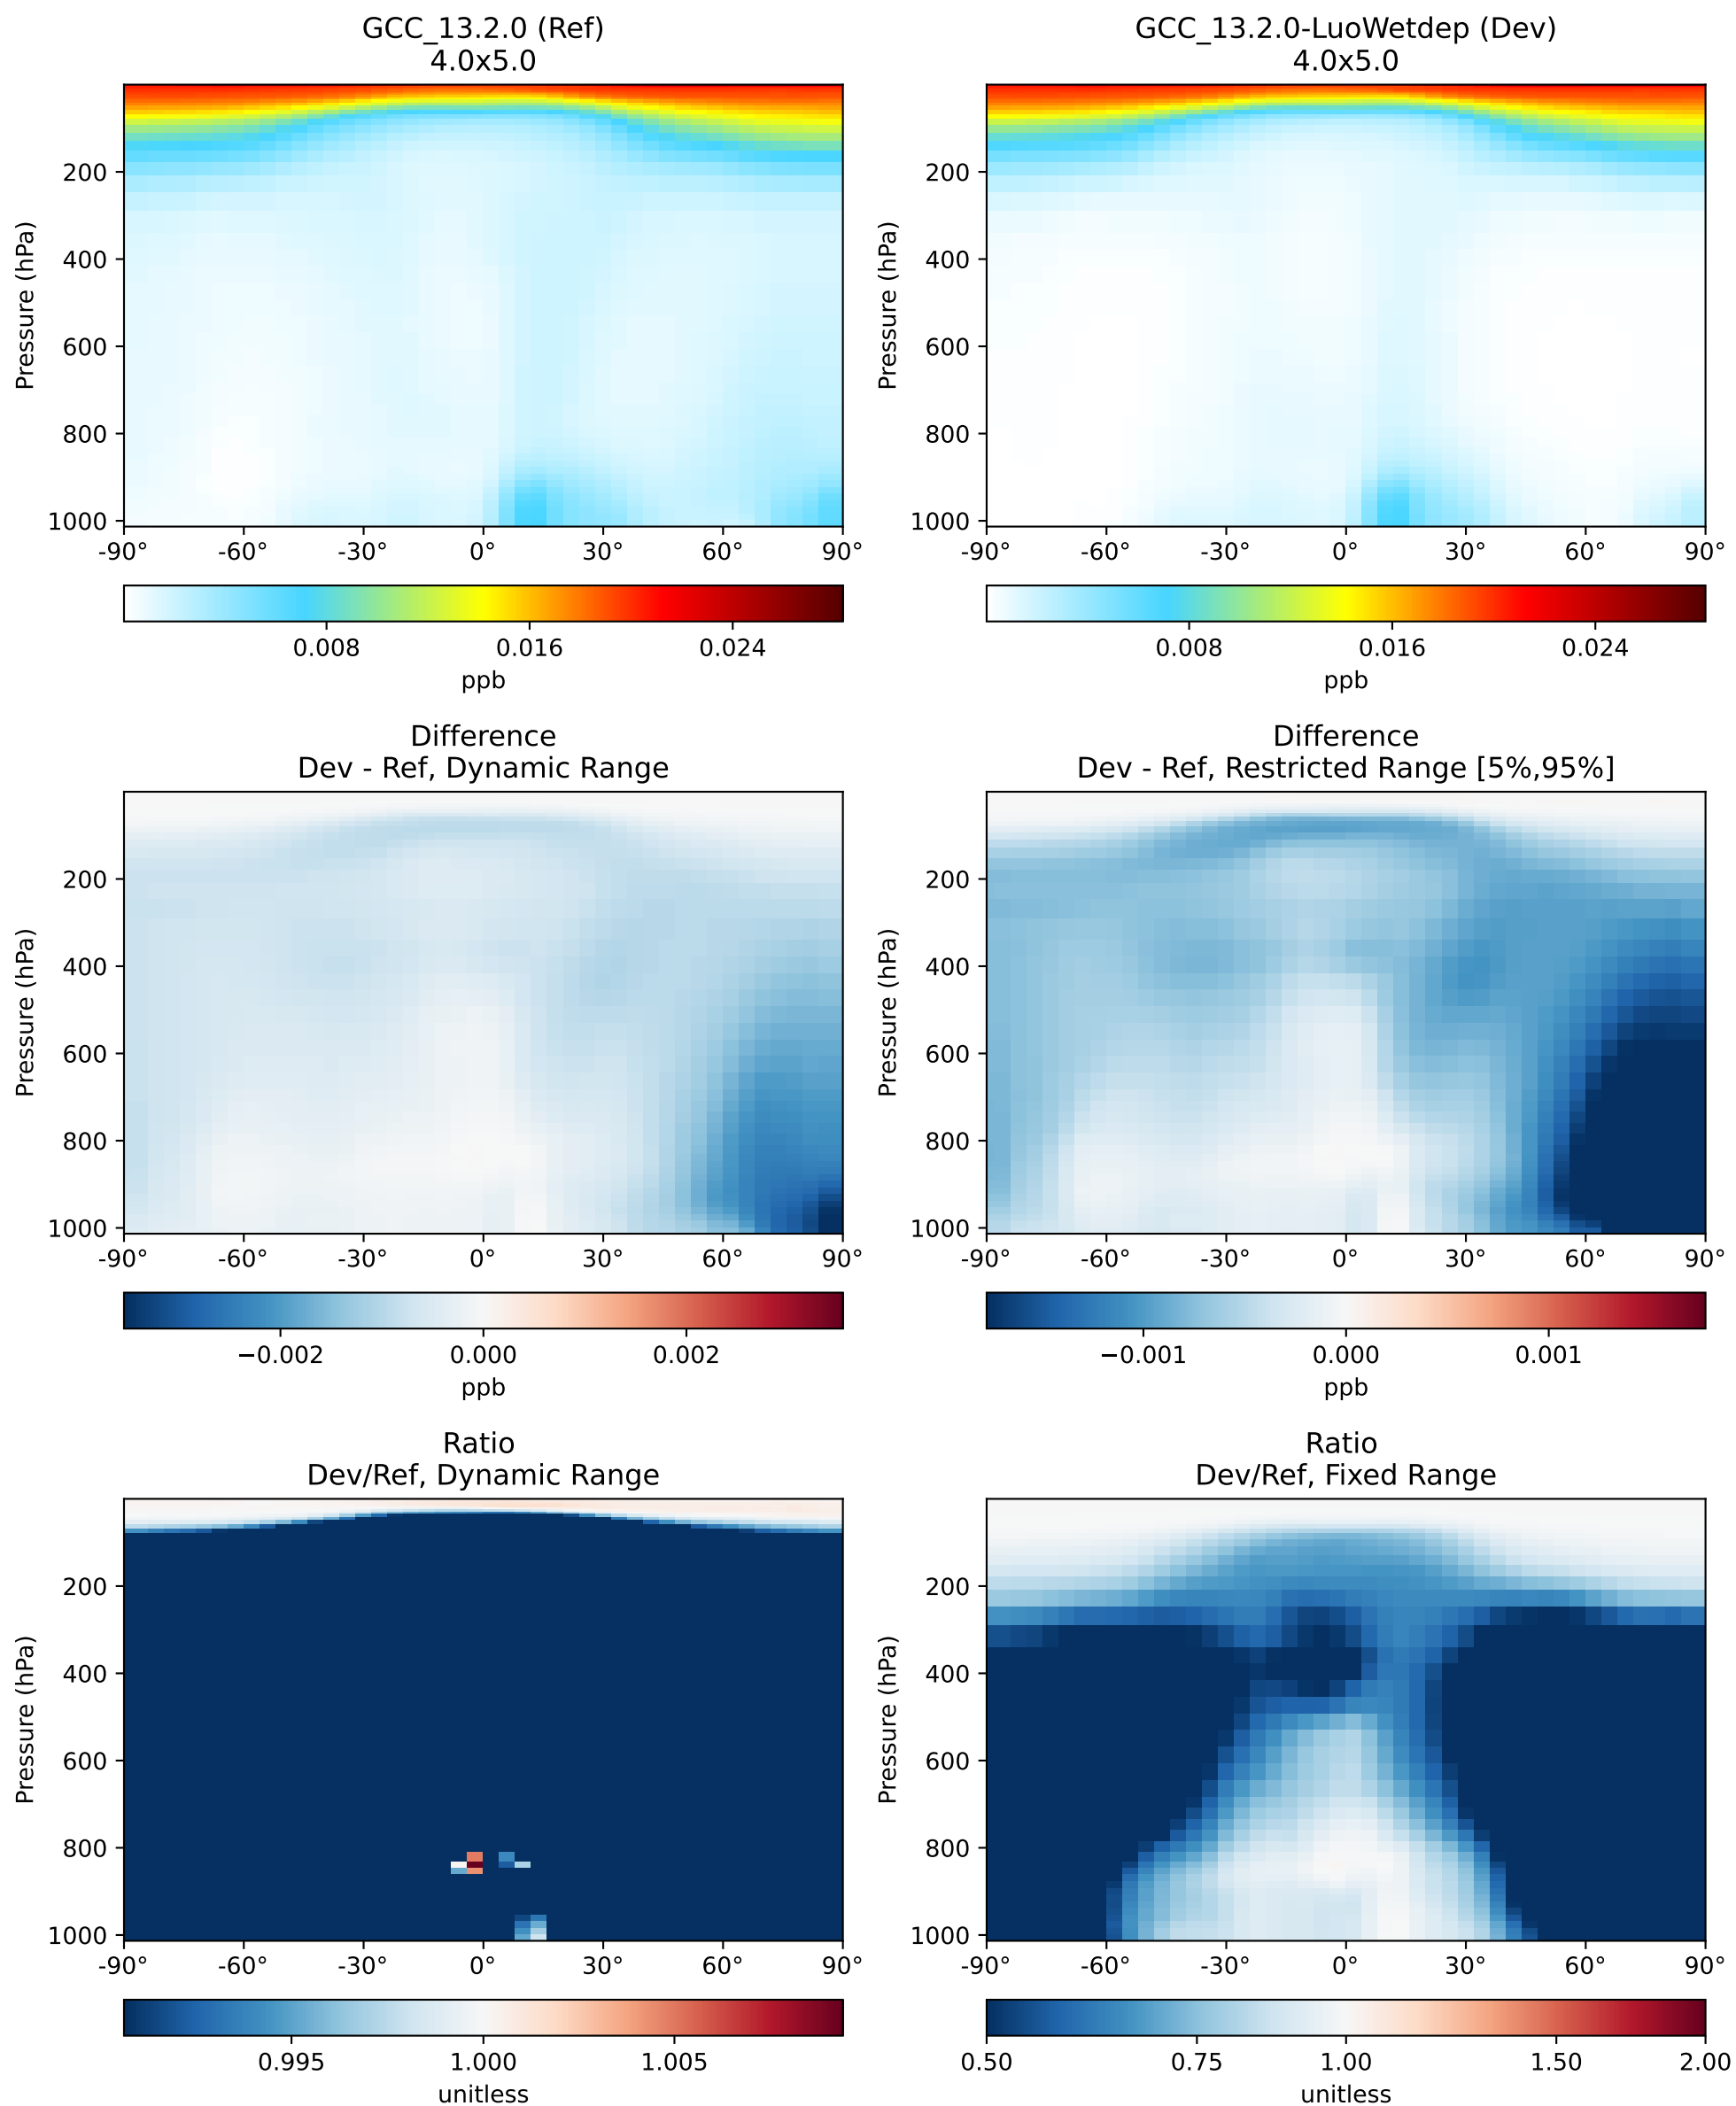 GCC_13.2.0 (Ref)
4.0x5.0
Pressure (hPa)
200
400
600
800
1000
-90° -60° -30° 0° 30° 60° 90°
0.008 0.016 0.024
ppb
GCC_13.2.0-LuoWetdep (Dev)
4.0x5.0
Pressure (hPa)
200
400
600
800
1000
-90° -60° -30° 0° 30° 60° 90°
0.008 0.016 0.024
ppb
Difference
Dev - Ref, Dynamic Range
Pressure (hPa)
200
400
600
800
1000
-90° -60° -30° 0° 30° 60° 90°
−0.002 0.000 0.002
ppb
Difference
Dev - Ref, Restricted Range [5%,95%]
Pressure (hPa)
200
400
600
800
1000
-90° -60° -30° 0° 30° 60° 90°
−0.001 0.000 0.001
ppb
Ratio
Dev/Ref, Dynamic Range
Pressure (hPa)
200
400
600
800
1000
-90° -60° -30° 0° 30° 60° 90°
0.995 1.000 1.005
unitless
Ratio
Dev/Ref, Fixed Range
Pressure (hPa)
200
400
600
800
1000
-90° -60° -30° 0° 30° 60° 90°
0.50 0.75 1.00 1.50 2.00
unitless